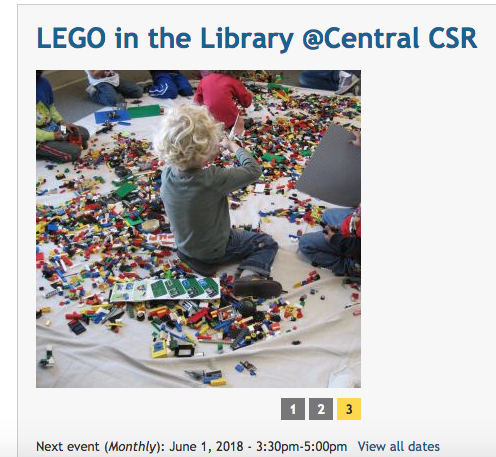 LEGO in the Library @Central CSR
1 2 3
Next event (Monthly): June 1, 2018 - 3:30pm-5:00pm View all dates